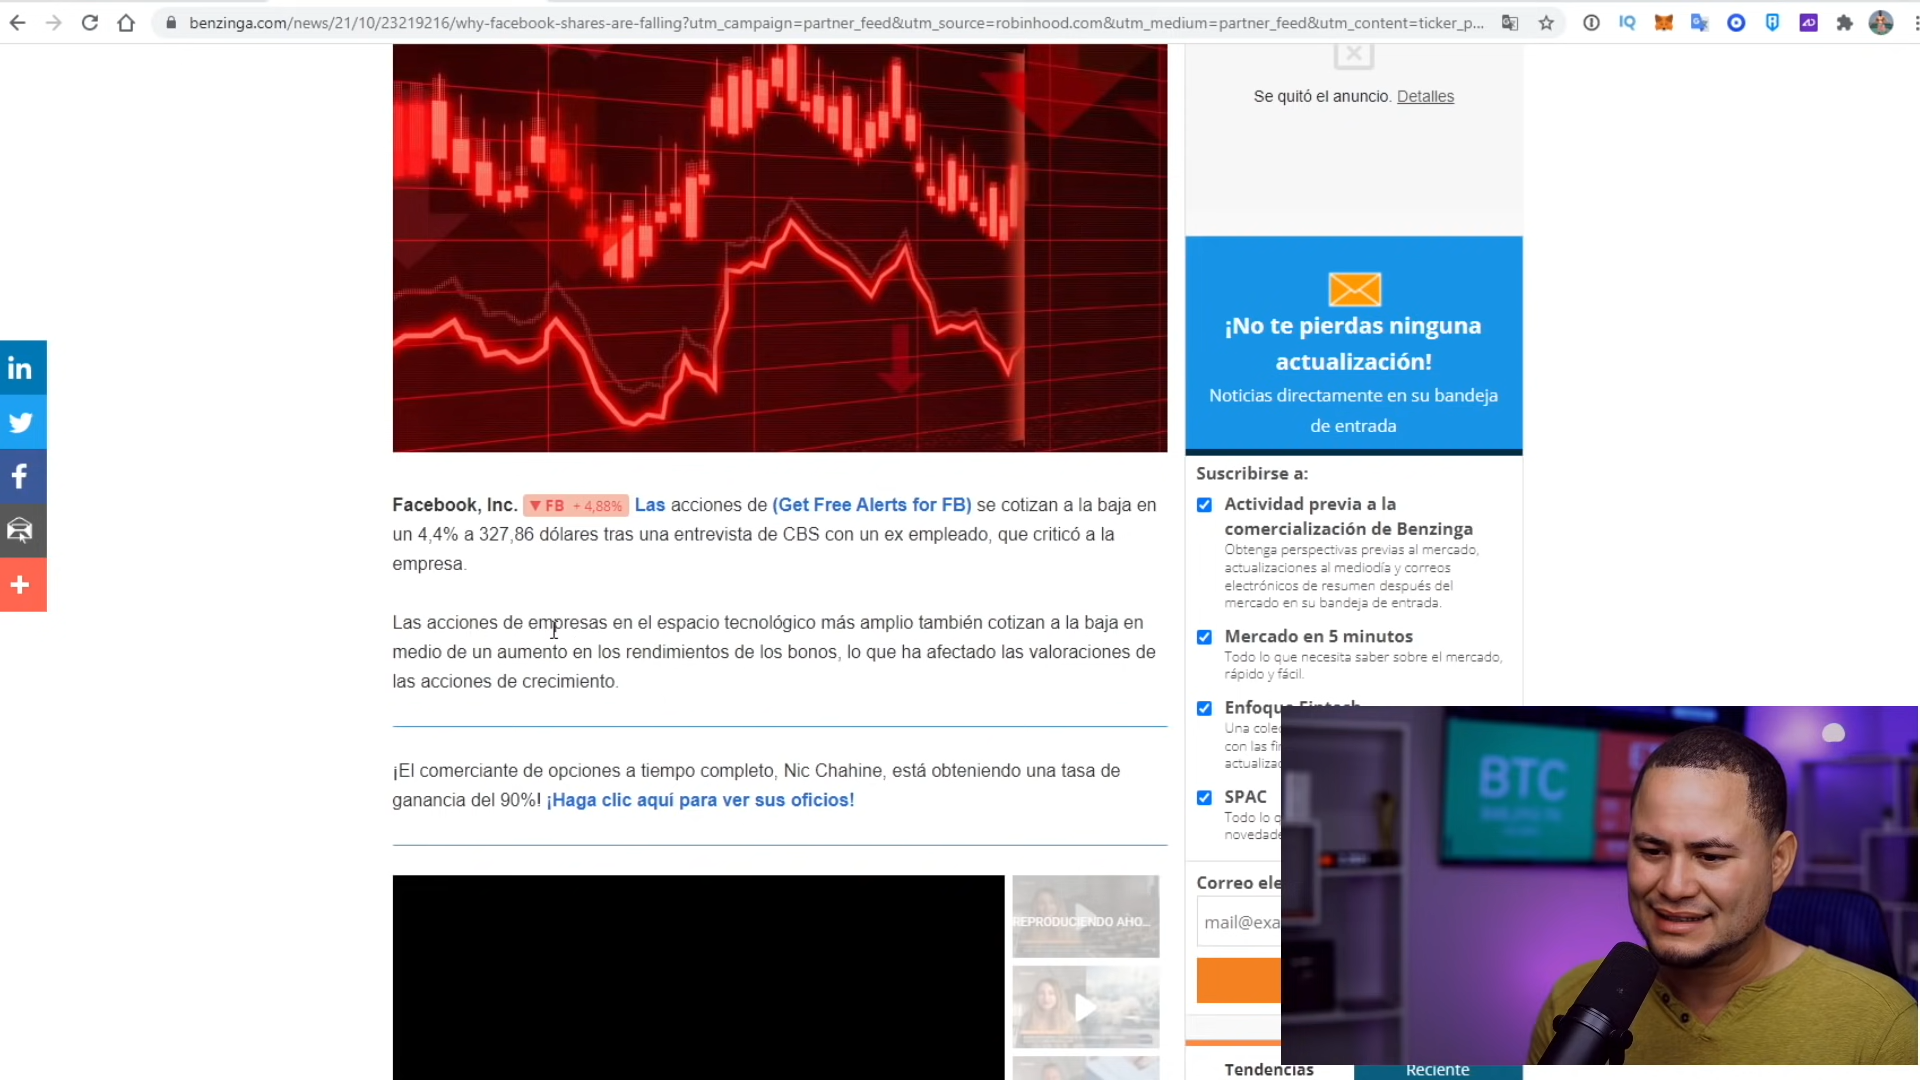 benzinga.com/news/21/10/23219216/why-facebook-shares-are-falling?utm_campaign=partner_feed&utm_source=robinhood.com&utm_medium=partner_feed&utm_content=ticker_p...
Se quitó el anuncio. Detalles
¡No te pierdas ninguna
actualización!
Noticias directamente en su bandeja
de entrada
Suscribirse a:
Actividad previa a la
comercialización de Benzinga
Obtenga perspectivas previas al mercado,
actualizaciones al mediodía y correos
electrónicos de resumen después del
mercado en su bandeja de entrada.
Mercado en 5 minutos
Todo lo que necesita saber sobre el mercado,
rápido y fácil.
Enfoque Fintech
Una cole
con las fi
actualizac
SPAC
Todo lo q
novedade
Correo ele
mail@exa
Tendencias
Reciente
in
f
Facebook, Inc. ▼ FB + 4,88% Las acciones de (Get Free Alerts for FB) se cotizan a la baja en
un 4,4% a 327,86 dólares tras una entrevista de CBS con un ex empleado, que criticó a la
empresa.
Las acciones de empresas en el espacio tecnológico más amplio también cotizan a la baja en
medio de un aumento en los rendimientos de los bonos, lo que ha afectado las valoraciones de
las acciones de crecimiento.
¡El comerciante de opciones a tiempo completo, Nic Chahine, está obteniendo una tasa de
ganancia del 90%! ¡Haga clic aquí para ver sus oficios!
REPRODUCIENDO AHO...
BTC